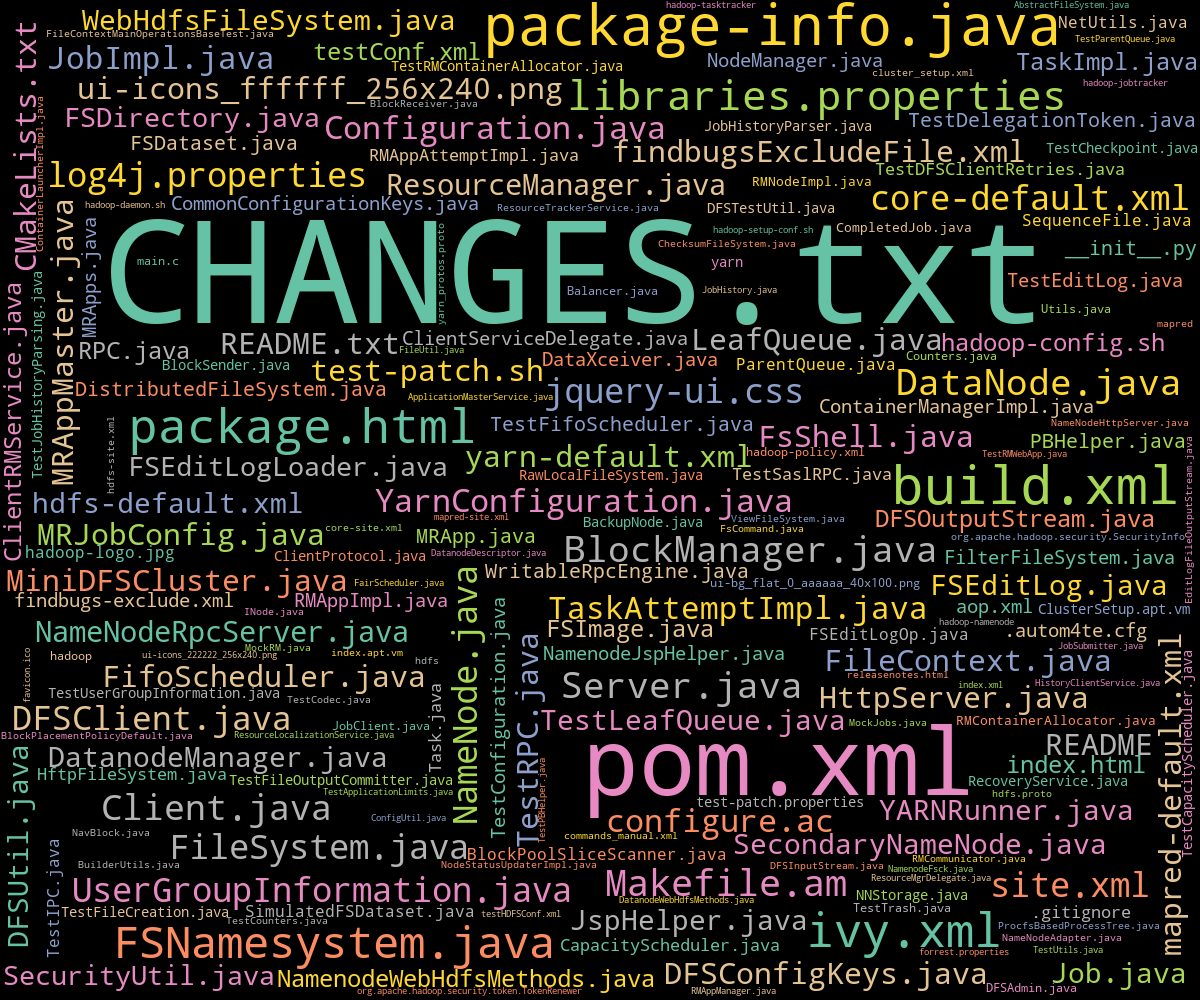 hadoop-tasktracker
AbstractFileSystem.java
WebHdfsFileSystem.java
package-info.java
NetUtils.java
FileContextMainOperationsBaseTest.java
TestParentQueue.java
CMakeLists.txt
JobImpl.java
testConf.xml
TestRMContainerAllocator.java
NodeManager.java
TaskImpl.java
cluster_setup.xml
ui-icons_ffffff_256x240.png
libraries.properties
hadoop-jobtracker
BlockReceiver.java
ContainerLauncherImpl.java
FSDirectory.java
Configuration.java
JobHistoryParser.java
TestDelegationToken.java
FSDataset.java
RMAppAttemptImpl.java
findbugsExcludeFile.xml
TestCheckpoint.java
log4j.properties
ResourceManager.java
RMNodeImpl.java
TestDFSClientRetries.java
core-default.xml
hadoop-daemon.sh
CommonConfigurationKeys.java
ResourceTrackerService.java
DFSTestUtil.java
SequenceFile.java
MRAppMaster.java
MRApps.java
CHANGES.txt
hadoop-setup-conf.sh
CompletedJob.java
ChecksumFileSystem.java
__init__.py
main.c
yarn_protos.proto
yarn
TestEditLog.java
Balancer.java
JobHistory.java
Utils.java
ClientRMService.java
TestJobHistoryParsing.java
mapred
RPC.java
README.txt
FileUtil.java
ClientServiceDelegate.java
LeafQueue.java
hadoop-config.sh
BlockSender.java
test-patch.sh
DataXceiver.java
ParentQueue.java
Counters.java
DistributedFileSystem.java
ApplicationMasterService.java
jquery-ui.css
DataNode.java
ContainerManagerImpl.java
hdfs-site.xml
package.html
TestFifoScheduler.java
NameNodeHttpServer.java
FsShell.java
PBHelper.java
FSEditLogLoader.java
yarn-default.xml
hadoop-policy.xml
TestRMWebApp.java
RawLocalFileSystem.java
TestSaslRPC.java
build.xml
EditLogFileOutputStream.java
hdfs-default.xml
YarnConfiguration.java
mapred-site.xml
BackupNode.java
ViewFileSystem.java
DFSOutputStream.java
MRJobConfig.java
core-site.xml
MRApp.java
FsCommand.java
org.apache.hadoop.security.SecurityInfo
hadoop-logo.jpg
ClientProtocol.java
DatanodeDescriptor.java
BlockManager.java
FilterFileSystem.java
MiniDFSCluster.java
FairScheduler.java
WritableRpcEngine.java
ui-bg_flat_0_aaaaaa_40x100.png
FSEditLog.java
findbugs-exclude.xml
INode.java
RMAppImpl.java
NameNode.java
TestConfiguration.java
TaskAttemptImpl.java
aop.xml
ClusterSetup.apt.vm
NameNodeRpcServer.java
FSImage.java
FSEditLogOp.java
hadoop-namenode
.autom4te.cfg
MockRM.java
favicon.ico
hadoop
ui-icons_222222_256x240.png
index.apt.vm
hdfs
TestRPC.java
NamenodeJspHelper.java
FileContext.java
JobSubmitter.java
FifoScheduler.java
releasenotes.html
mapred-default.xml
TestCapacityScheduler.java
TestUserGroupInformation.java
TestCodec.java
Task.java
Server.java
HttpServer.java
index.xml
HistoryClientService.java
DFSClient.java
JobClient.java
TestLeafQueue.java
MockJobs.java
RMContainerAllocator.java
BlockPlacementPolicyDefault.java
ResourceLocalizationService.java
pom.xml
README
DFSUtil.java
DatanodeManager.java
index.html
HftpFileSystem.java
TestFileOutputCommitter.java
TestPBHelper.java
RecoveryService.java
TestApplicationLimits.java
hdfs.proto
Client.java
ConfigUtil.java
test-patch.properties
YARNRunner.java
configure.ac
NavBlock.java
commands_manual.xml
TestIPC.java
FileSystem.java
SecondaryNameNode.java
BuilderUtils.java
BlockPoolSliceScanner.java
NodeStatusUpdaterImpl.java
DFSInputStream.java
RMCommunicator.java
NamenodeFsck.java
ResourceMgrDelegate.java
UserGroupInformation.java
Makefile.am
site.xml
NNStorage.java
DatanodeWebHdfsMethods.java
TestFileCreation.java
SimulatedFSDataset.java
testHDFSConf.xml
TestTrash.java
.gitignore
TestCounters.java
JspHelper.java
ivy.xml
ProcfsBasedProcessTree.java
FSNamesystem.java
CapacityScheduler.java
NameNodeAdapter.java
forrest.properties
TestUtils.java
SecurityUtil.java
NamenodeWebHdfsMethods.java
DFSConfigKeys.java
Job.java
org.apache.hadoop.security.token.TokenRenewer
RMAppManager.java
DFSAdmin.java